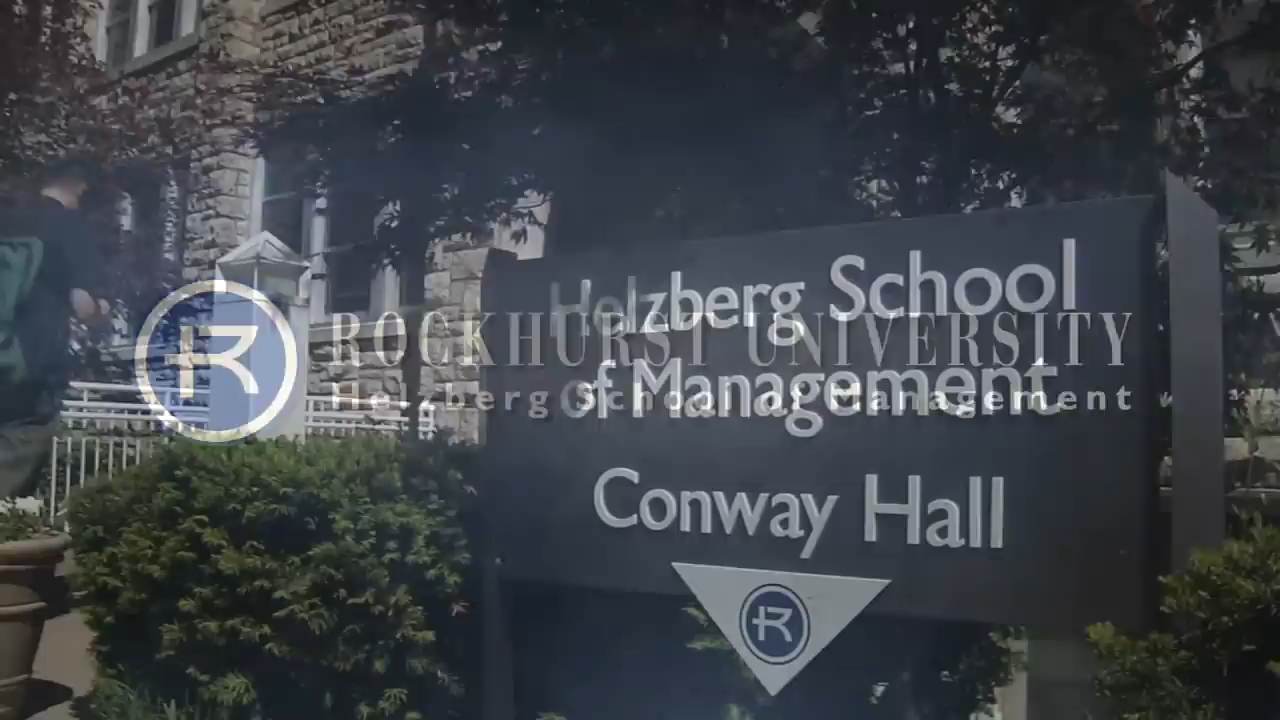 Helzberg School
of Management
Conway Hall
R
R
ROCKHURST UNIVERSITY
Helzberg School of Management